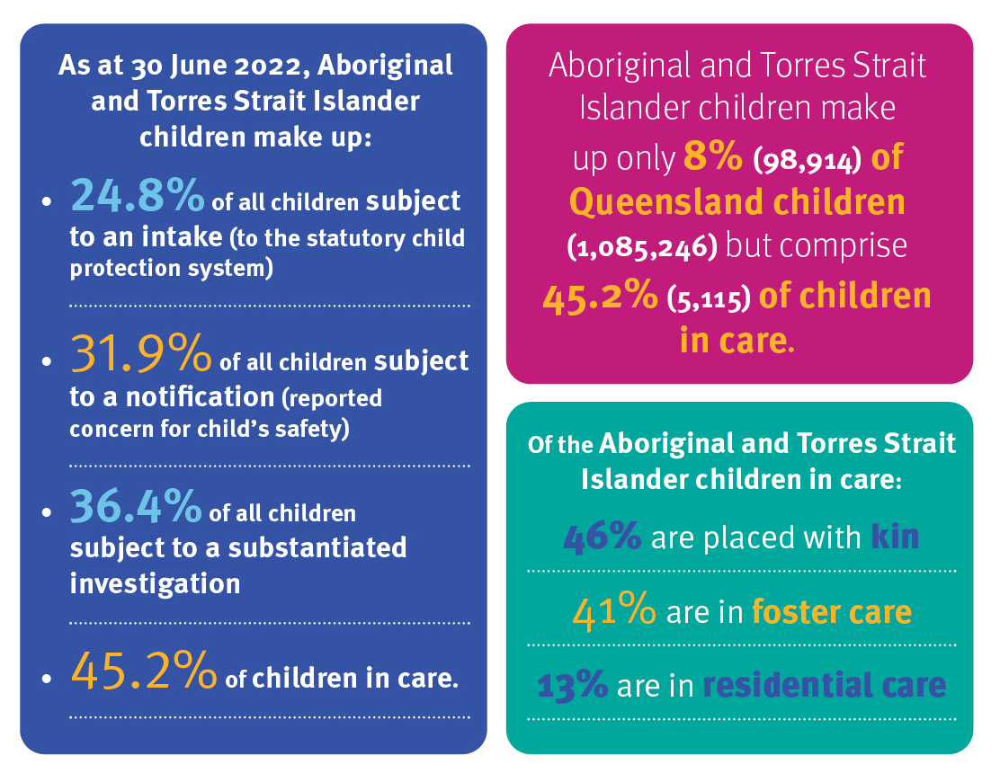 As at 30 June 2022, Aboriginal
and Torres Strait Islander
children make up:
• 24.8% of all children subject
to an intake (to the statutory child
protection system)
• 31.9% of all children subject
to a notification (reported
concern for child’s safety)
• 36.4% of all children
subject to a substantiated
investigation
• 45.2% of children in care.
Aboriginal and Torres Strait
Islander children make
up only 8% (98,914) of
Queensland children
(1,085,246) but comprise
45.2% (5,115) of children
in care.
Of the Aboriginal and Torres Strait
Islander children in care:
46% are placed with kin
41% are in foster care
13% are in residential care